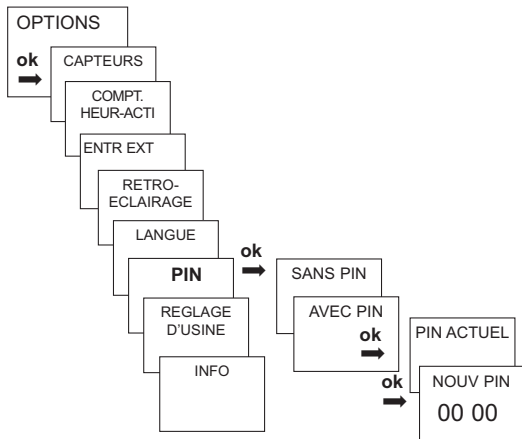 OPTIONS
ok
CAPTEURS
COMPT.
HEUR-ACTI
ENTR EXT
RETRO-
ECLAIRAGE
LANGUE
ok
PIN
SANS PIN
REGLAGE
D'USINE
AVEC PIN
ok
PIN ACTUEL
INFO
ok
NOUV PIN
00 00